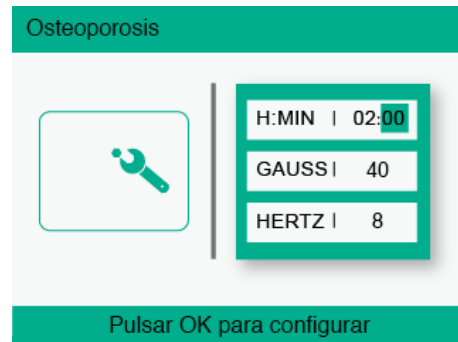 Osteoporosis
H:MIN | 02:00
GAUSS | 40
HERTZ | 8
Pulsar OK para configurar